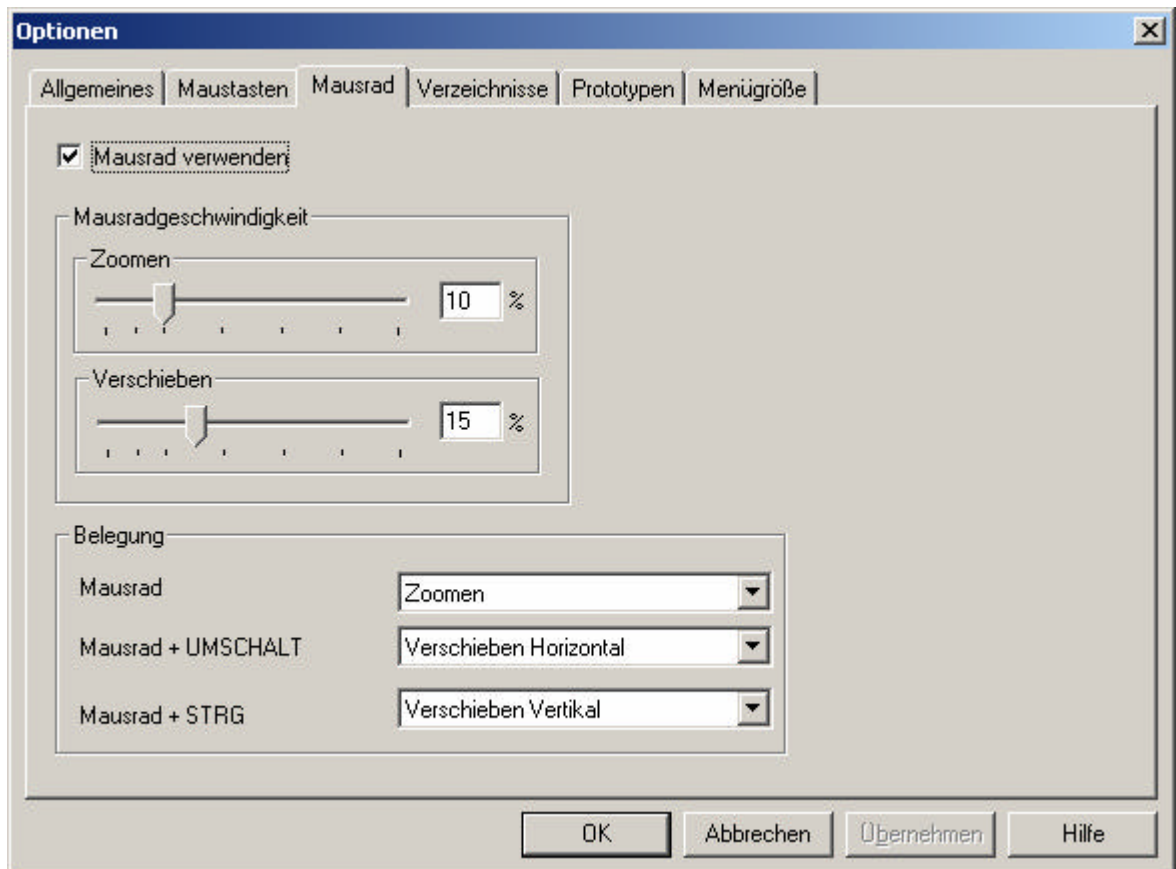 Optionen
Allgemeines Maustasten Mausrad Verzeichnisse Prototypen Menügröße
Mausrad verwenden
Mausradgeschwindigkeit
Zoomen
10 %
Verschieben
15 %
Belegung
Mausrad Zoomen
Mausrad + UMSCHALT Verschieben Horizontal
Mausrad + STRG Verschieben Vertikal
OK Abbrechen Übernehmen Hilfe